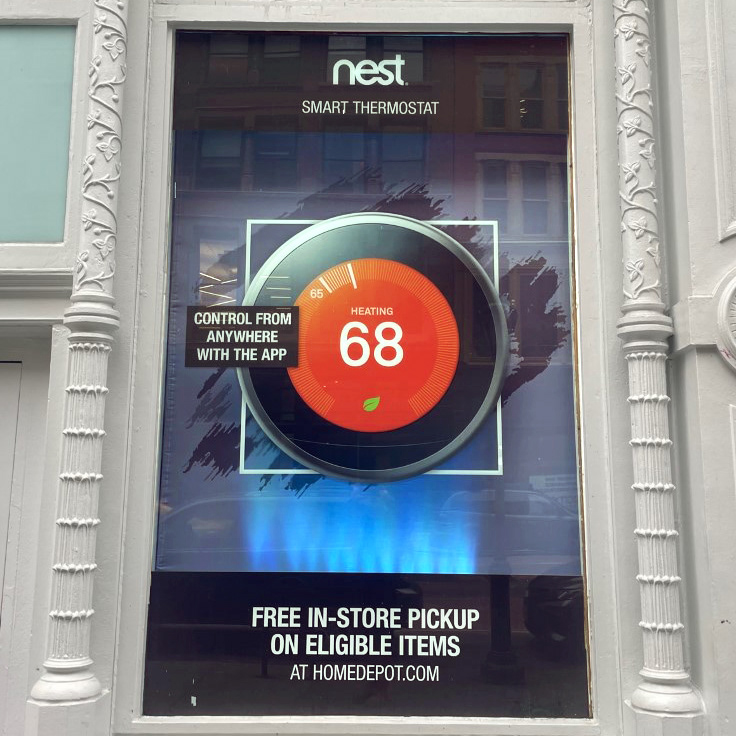 nest
SMART THERMOSTAT
65
HEATING
68
CONTROL FROM
ANYWHERE
WITH THE APP
FREE IN-STORE PICKUP
ON ELIGIBLE ITEMS
AT HOMEDEPOT.COM